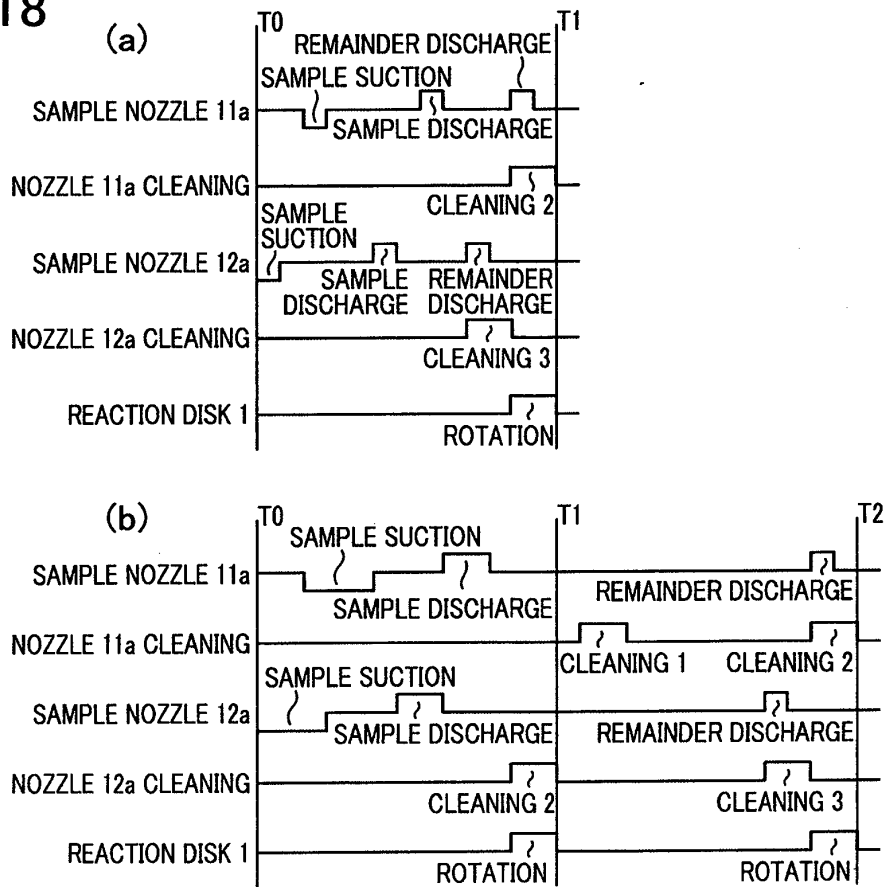 18
(a)
T0
T1
REMAINDER DISCHARGE
SAMPLE SUCTION
SAMPLE NOZZLE 11a
SAMPLE DISCHARGE
NOZZLE 11a CLEANING
CLEANING 2
SAMPLE
SUCTION
SAMPLE NOZZLE 12a
SAMPLE
DISCHARGE
REMAINDER
DISCHARGE
NOZZLE 12a CLEANING
CLEANING 3
REACTION DISK 1
ROTATION
(b)
T0
T1
T2
SAMPLE SUCTION
SAMPLE NOZZLE 11a
SAMPLE DISCHARGE
REMAINDER DISCHARGE
NOZZLE 11a CLEANING
CLEANING 1
CLEANING 2
SAMPLE SUCTION
SAMPLE NOZZLE 12a
SAMPLE DISCHARGE
REMAINDER DISCHARGE
NOZZLE 12a CLEANING
CLEANING 2
CLEANING 3
REACTION DISK 1
ROTATION
ROTATION